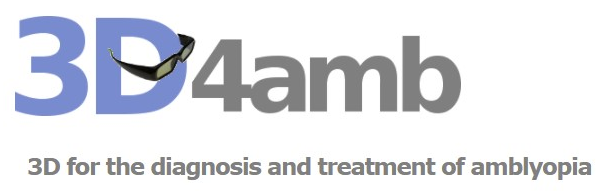 3D4amb
3D for the diagnosis and treatment of amblyopia